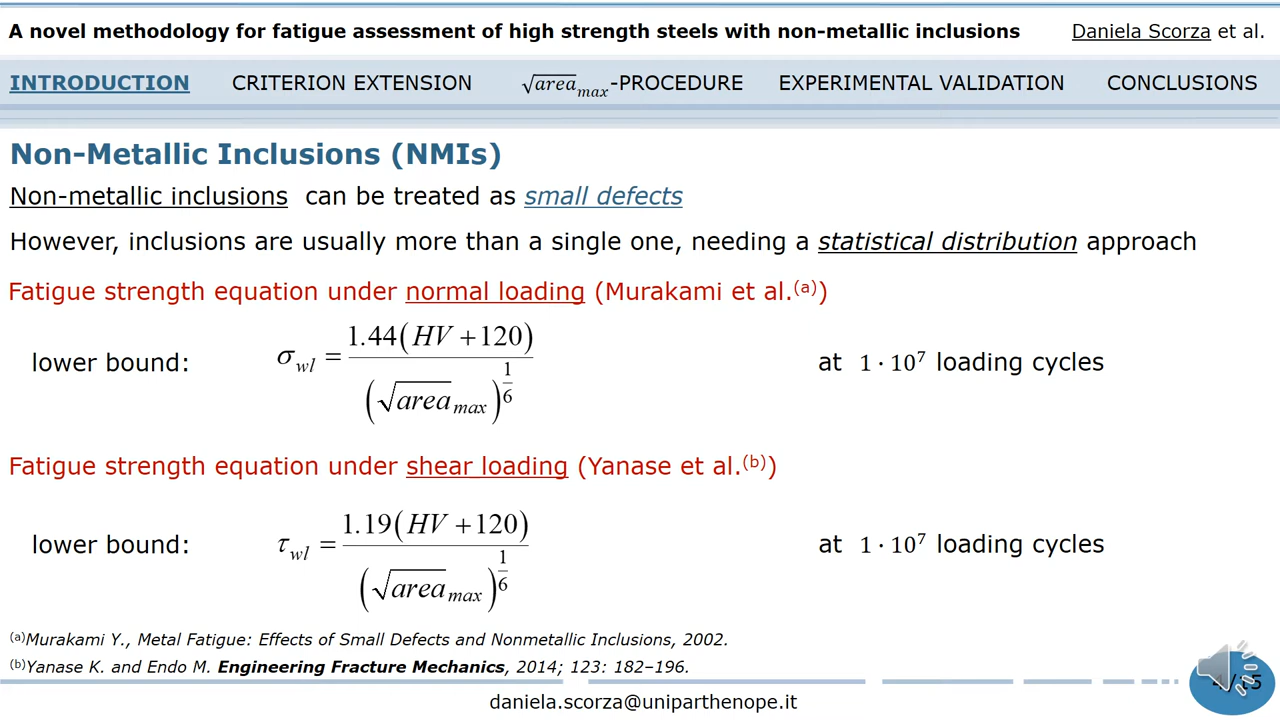 A novel methodology for fatigue assessment of high strength steels with non-metallic inclusions Daniela Scorza et al.
INTRODUCTION CRITERION EXTENSION √area_max-PROCEDURE EXPERIMENTAL VALIDATION CONCLUSIONS
Non-Metallic Inclusions (NMIs)
Non-metallic inclusions can be treated as small defects
However, inclusions are usually more than a single one, needing a statistical distribution approach
Fatigue strength equation under normal loading (Murakami et al.(a))
lower bound: σ_wl = 1.44(HV+120) / (√area_max)^(1/6) at 1·10⁷ loading cycles
Fatigue strength equation under shear loading (Yanase et al.(b))
lower bound: τ_wl = 1.19(HV+120) / (√area_max)^(1/6) at 1·10⁷ loading cycles
(a)Murakami Y., Metal Fatigue: Effects of Small Defects and Nonmetallic Inclusions, 2002.
(b)Yanase K. and Endo M. Engineering Fracture Mechanics, 2014; 123: 182–196.
4/15
daniela.scorza@uniparthenope.it